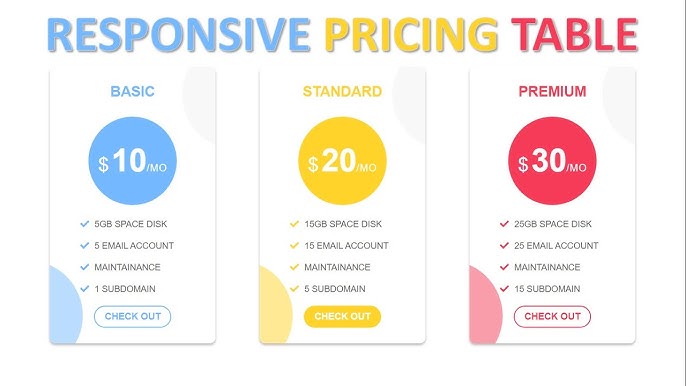 RESPONSIVE PRICING TABLE
BASIC
$ 10/MO
5GB SPACE DISK
5 EMAIL ACCOUNT
MAINTAINANCE
1 SUBDOMAIN
CHECK OUT
STANDARD
$ 20/MO
15GB SPACE DISK
15 EMAIL ACCOUNT
MAINTAINANCE
5 SUBDOMAIN
CHECK OUT
PREMIUM
$ 30/MO
25GB SPACE DISK
25 EMAIL ACCOUNT
MAINTAINANCE
15 SUBDOMAIN
CHECK OUT